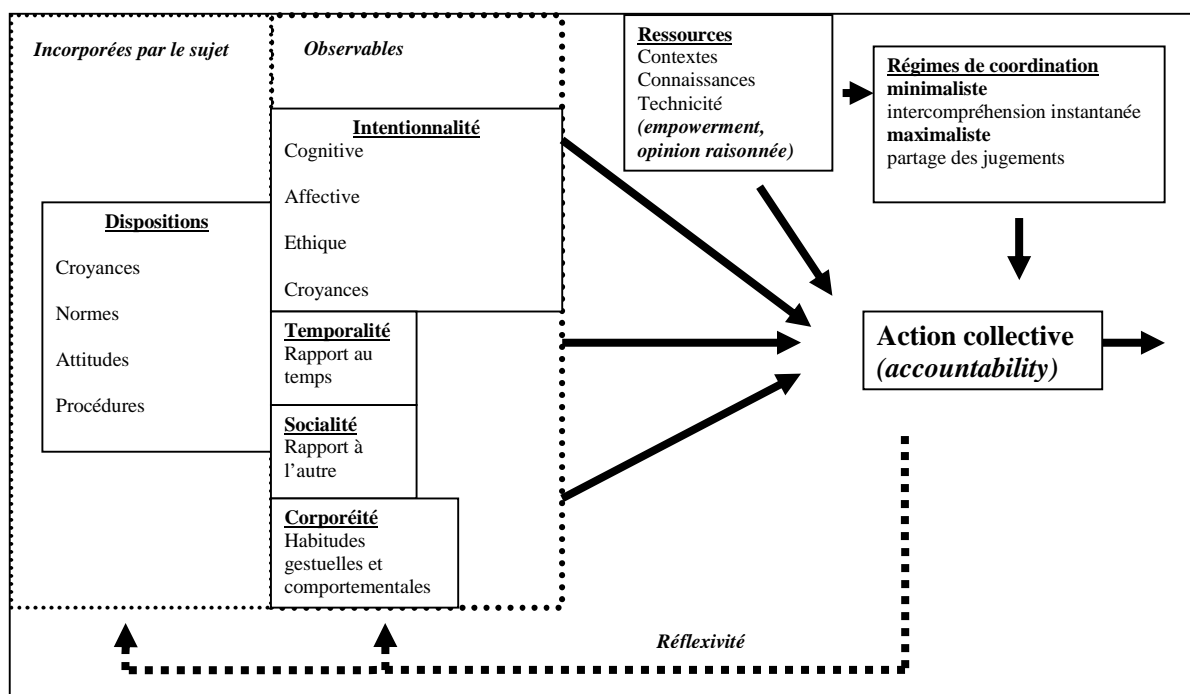 Incorporées par le sujet
Observables
Dispositions
Croyances
Normes
Attitudes
Procédures
Intentionnalité
Cognitive
Affective
Ethique
Croyances
Temporalité
Rapport au
temps
Socialité
Rapport à
l’autre
Corporéité
Habitudes
gestuelles et
comportementales
Ressources
Contextes
Connaissances
Technicité
(empowerment,
opinion raisonnée)
Régimes de coordination
minimaliste
intercompréhension instantanée
maximaliste
partage des jugements
Action collective
(accountability)
Réflexivité